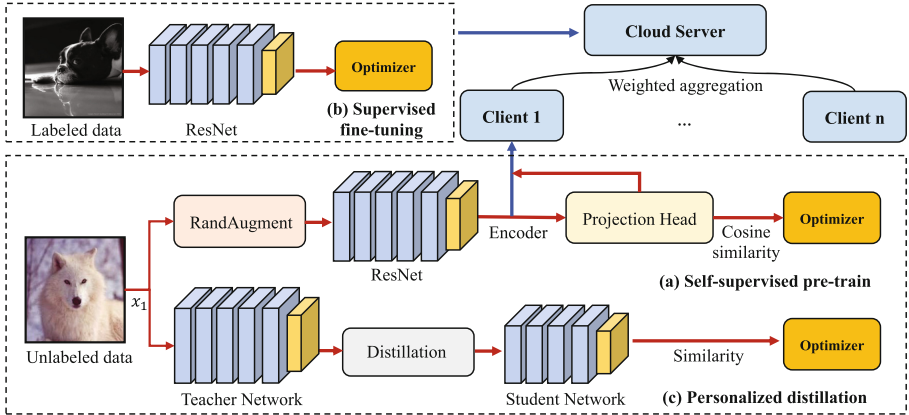 Labeled data
ResNet
Optimizer
(b) Supervised
fine-tuning
Cloud Server
Weighted aggregation
Client 1
...
Client n
RandAugment
ResNet
Encoder
Projection Head
Cosine
similarity
Optimizer
(a) Self-supervised pre-train
x₁
Unlabeled data
Teacher Network
Distillation
Student Network
Similarity
Optimizer
(c) Personalized distillation